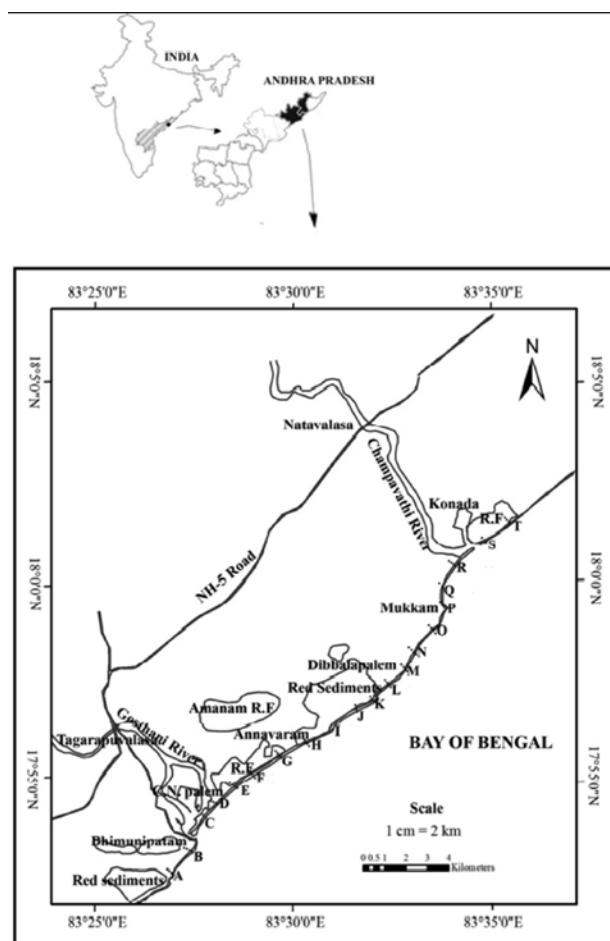 INDIA
ANDHRA PRADESH
83°25'0"E 83°30'0"E 83°35'0"E
N
18°5'0"N 18°5'0"N
Natavalasa
Champavathi River
Konada
R.F
T
S
R
NH-5 Road
18°0'0"N 18°0'0"N
Q
Mukkam P
O
N
Dibbalapalem M
Red Sediments L
K
Amanam R.F
J
Gosthani River
Annavaram
I
H
BAY OF BENGAL
Tagarapuvalasa
G
R.F
F
17°55'0"N 17°55'0"N
E
palem
D
Scale
C
1 cm = 2 km
Bhimunipatam
B
0 0.5 1 2 3 4
Kilometers
Red sediments A
83°25'0"E 83°30'0"E 83°35'0"E